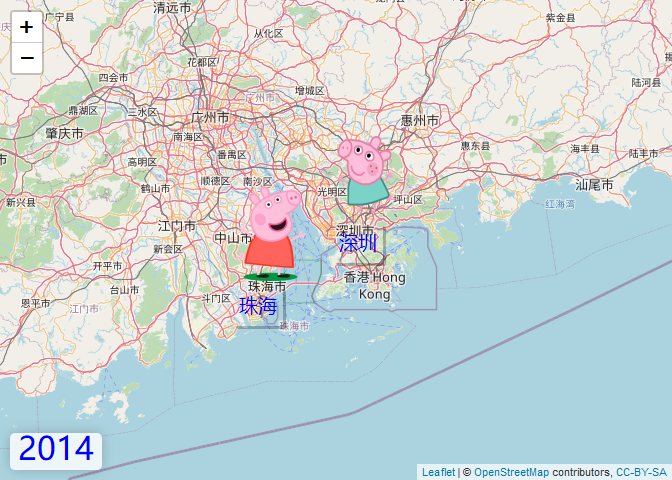 +
−
清远市
广宁县
从化区
紫金县
花都区
四会市
增城区
广州市
陆河县
鼎湖区
三水区
广州市
惠州市
肇庆市
南海区
惠东县
海丰县
陆丰市
高明区
番禺区
顺德区
南沙区
光明区
汕尾市
鹤山市
坪山区
新兴县
红海湾
江门市
中山市
深圳市
深圳
新会区
开平市
香港 Hong
Kong
台山市
珠海市
恩平市
江门市
斗门区
珠海
珠海市
2014
Leaflet | © OpenStreetMap contributors, CC-BY-SA